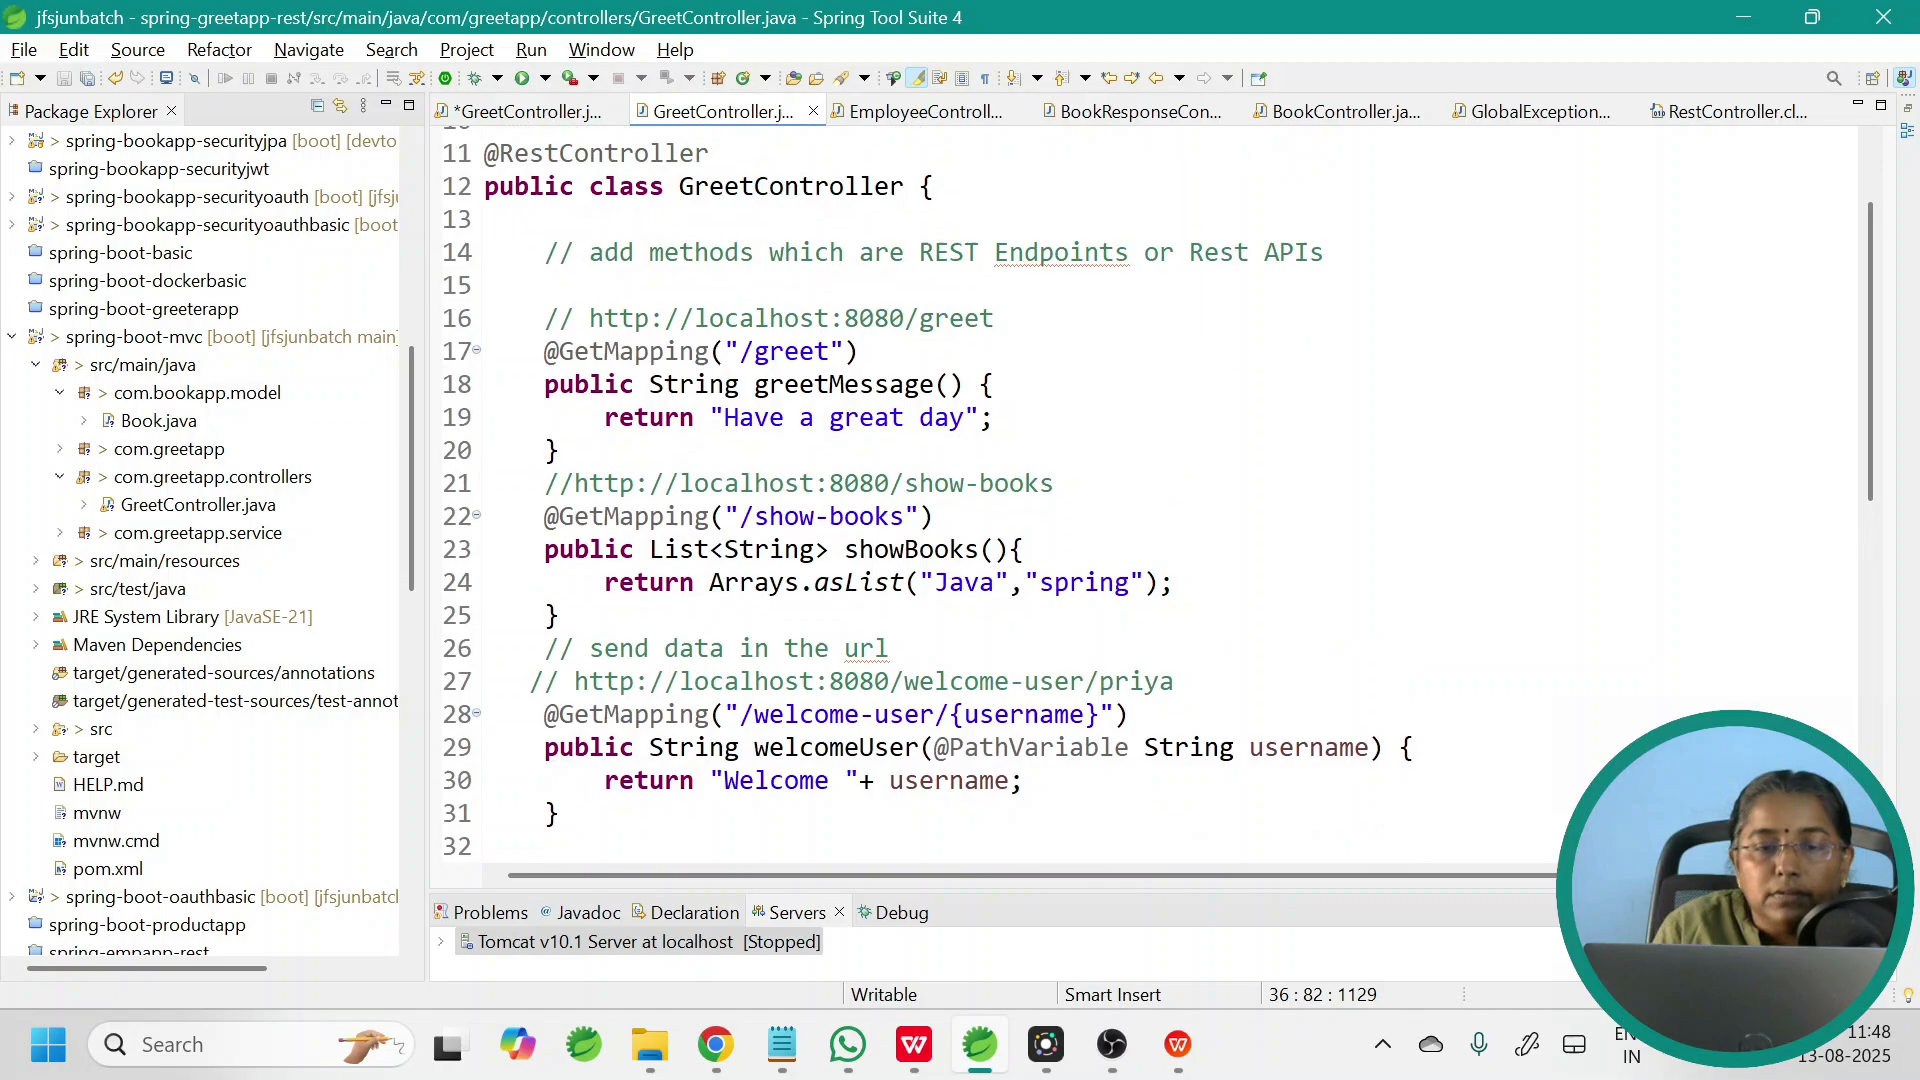 jfsjunbatch - spring-greetapp-rest/src/main/java/com/greetapp/controllers/GreetController.java - Spring Tool Suite 4
File Edit Source Refactor Navigate Search Project Run Window Help
Package Explorer
*GreetController.j... GreetController.j... EmployeeControll... BookResponseCon... BookController.ja... GlobalException... RestController.cl...
> spring-bookapp-securityjpa [boot] [devto
spring-bookapp-securityjwt
> spring-bookapp-securityoauth [boot] [jfsju
> spring-bookapp-securityoauthbasic [boot
spring-boot-basic
spring-boot-dockerbasic
spring-boot-greeterapp
> spring-boot-mvc [boot] [jfsjunbatch main]
> src/main/java
> com.bookapp.model
Book.java
> com.greetapp
> com.greetapp.controllers
GreetController.java
> com.greetapp.service
> src/main/resources
> src/test/java
JRE System Library [JavaSE-21]
Maven Dependencies
target/generated-sources/annotations
target/generated-test-sources/test-annot
> src
target
HELP.md
mvnw
mvnw.cmd
pom.xml
> spring-boot-oauthbasic [boot] [jfsjunbatch
spring-boot-productapp
spring-empapp-rest
11 @RestController
12 public class GreetController {
13
14 // add methods which are REST Endpoints or Rest APIs
15
16 // http://localhost:8080/greet
17 @GetMapping("/greet")
18 public String greetMessage() {
19 return "Have a great day";
20 }
21 //http://localhost:8080/show-books
22 @GetMapping("/show-books")
23 public List<String> showBooks(){
24 return Arrays.asList("Java","spring");
25 }
26 // send data in the url
27 // http://localhost:8080/welcome-user/priya
28 @GetMapping("/welcome-user/{username}")
29 public String welcomeUser(@PathVariable String username) {
30 return "Welcome "+ username;
31 }
32
Problems Javadoc Declaration Servers Debug
Tomcat v10.1 Server at localhost [Stopped]
Writable Smart Insert 36 : 82 : 1129
Search
IN
11:48
13-08-2025